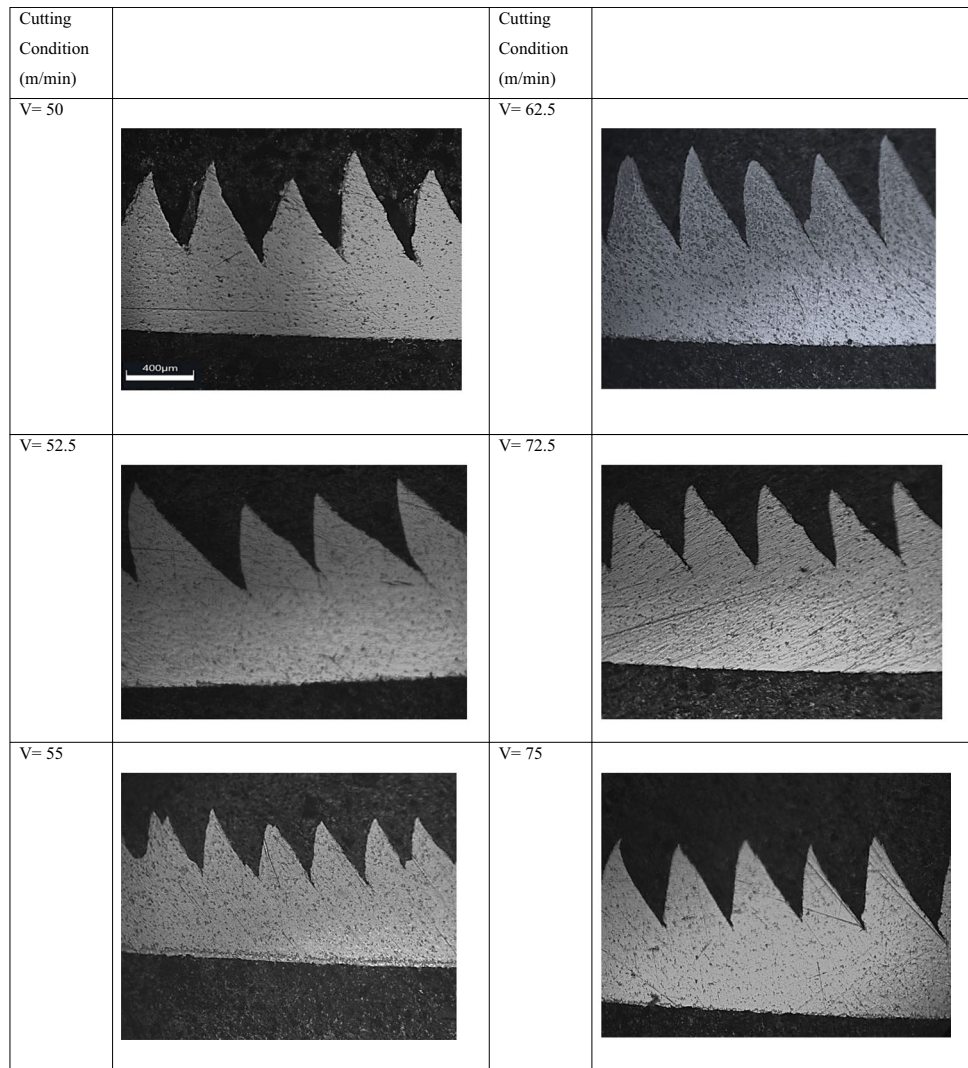 Cutting
Condition
(m/min)
Cutting
Condition
(m/min)
V= 50
V= 62.5
400μm
V= 52.5
V= 72.5
V= 55
V= 75